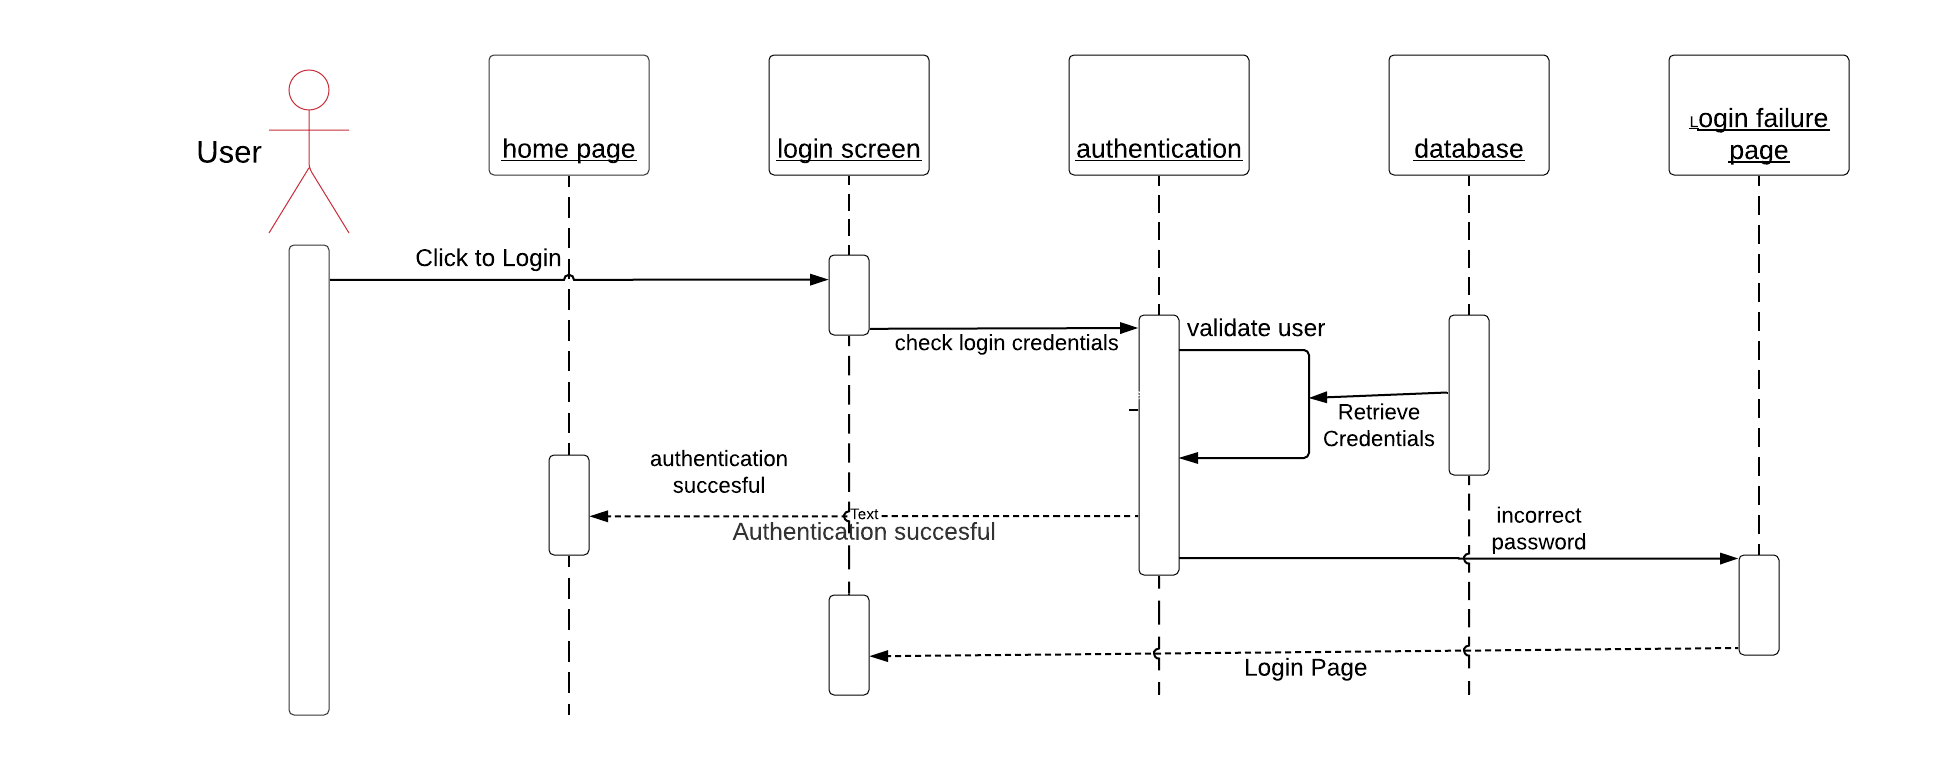 User
home page
login screen
authentication
database
Login failure
page
Click to Login
validate user
check login credentials
Retrieve
Credentials
authentication
succesful
Text
Authentication succesful
incorrect
password
Login Page